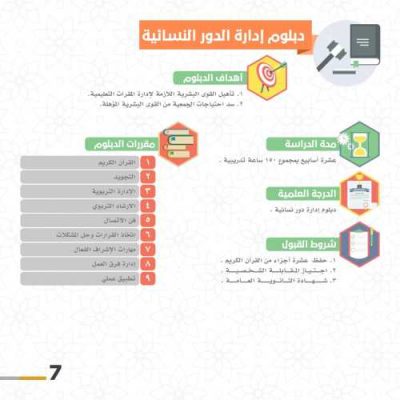 دبلوم إدارة الدور النسائية
أهداف الدبلوم
١. تأهيل القوى البشرية اللازمة لإدارة المقرات التعليمية.
٢. سد احتياجات الجمعية من القوى البشرية المؤهلة.
مدة الدراسة
عشرة أسابيع بمجموع ١٥٠ ساعة تدريبية .
الدرجة العلمية
دبلوم إدارة دور نسائية .
شروط القبول
١. حفظ عشرة أجزاء من القرآن الكريم .
٢. اجتياز المقابلة الشخصية .
٣. شهادة الثانوية العامة .
مقررات الدبلوم
١ القرآن الكريم
٢ التجويد
٣ الإدارة التربوية
٤ الإرشاد التربوي
٥ فن الاتصال
٦ إتخاذ القرارات وحل المشكلات
٧ مهارات الإشراف الفعال
٨ إدارة فرق العمل
٩ تطبيق عملي
7